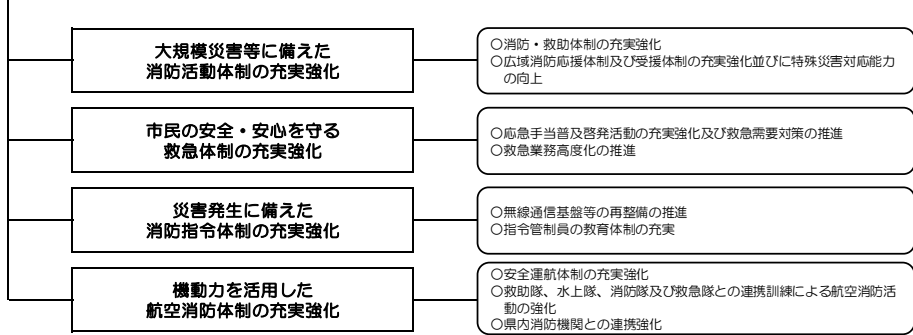 大規模災害等に備えた
消防活動体制の充実強化
○消防・救助体制の充実強化
○広域消防応援体制及び受援体制の充実強化並びに特殊災害対応能力
の向上
市民の安全・安心を守る
救急体制の充実強化
○応急手当普及啓発活動の充実強化及び救急需要対策の推進
○救急業務高度化の推進
災害発生に備えた
消防指令体制の充実強化
○無線通信基盤等の再整備の推進
○指令管制員の教育体制の充実
機動力を活用した
航空消防体制の充実強化
○安全運航体制の充実強化
○救助隊、水上隊、消防隊及び救急隊との連携訓練による航空消防活
動の強化
○県内消防機関との連携強化